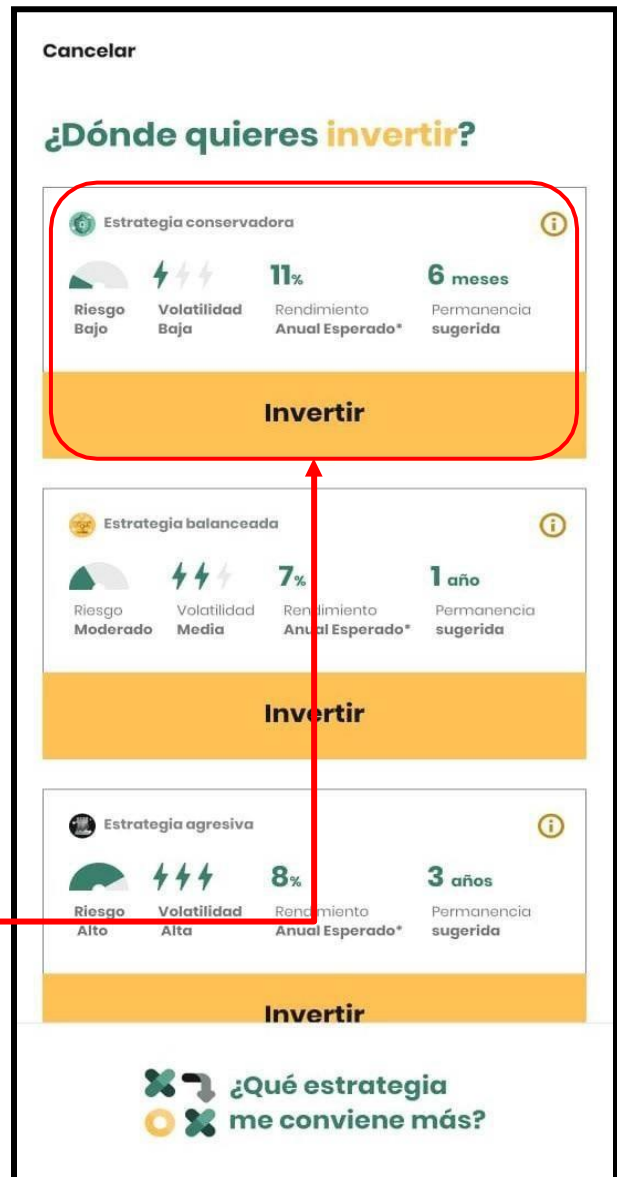 Cancelar
¿Dónde quieres invertir?
Estrategia conservadora
11% 6 meses
Riesgo Volatilidad Rendimiento Permanencia
Bajo Baja Anual Esperado* sugerida
Invertir
Estrategia balanceada
7% 1 año
Riesgo Volatilidad Rendimiento Permanencia
Moderado Media Anual Esperado* sugerida
Invertir
Estrategia agresiva
8% 3 años
Riesgo Volatilidad Rendimiento Permanencia
Alto Alta Anual Esperado* sugerida
Invertir
¿Qué estrategia
me conviene más?